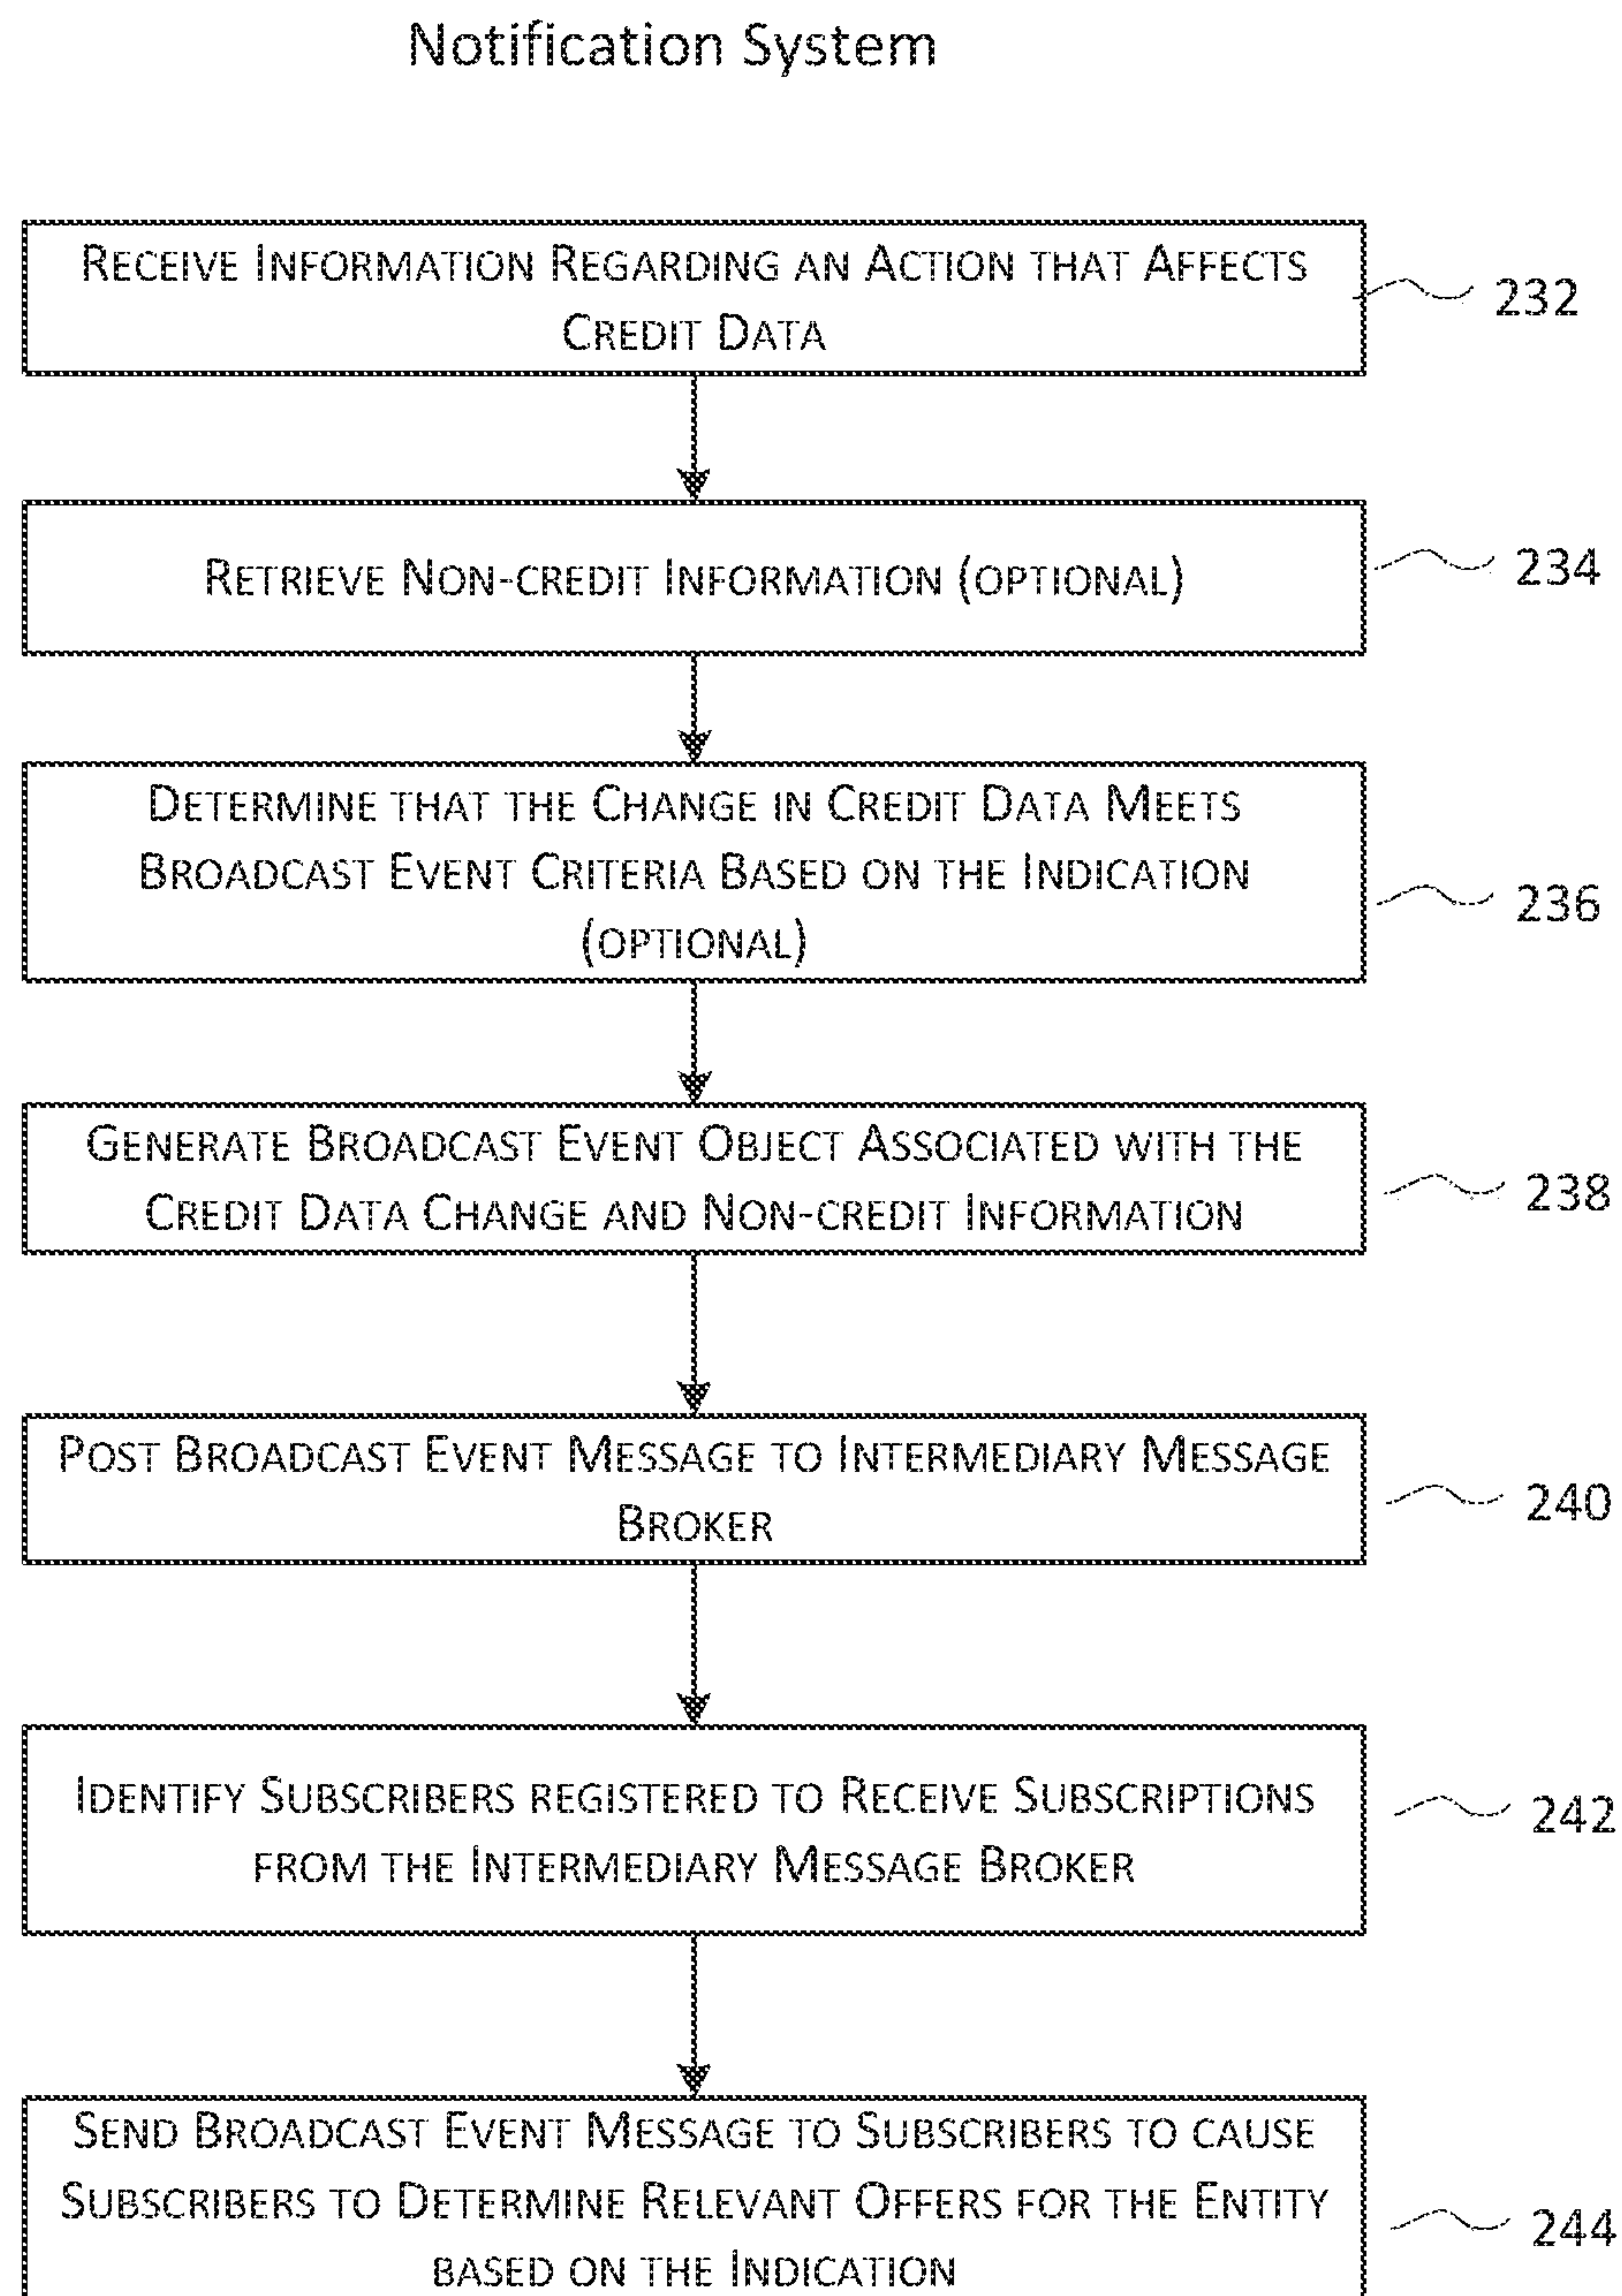 Notification System
RECEIVE INFORMATION REGARDING AN ACTION THAT AFFECTS
CREDIT DATA
232
RETRIEVE NON-CREDIT INFORMATION (OPTIONAL)
234
DETERMINE THAT THE CHANGE IN CREDIT DATA MEETS
BROADCAST EVENT CRITERIA BASED ON THE INDICATION
(OPTIONAL)
236
GENERATE BROADCAST EVENT OBJECT ASSOCIATED WITH THE
CREDIT DATA CHANGE AND NON-CREDIT INFORMATION
238
POST BROADCAST EVENT MESSAGE TO INTERMEDIARY MESSAGE
BROKER
240
IDENTIFY SUBSCRIBERS REGISTERED TO RECEIVE SUBSCRIPTIONS
FROM THE INTERMEDIARY MESSAGE BROKER
242
SEND BROADCAST EVENT MESSAGE TO SUBSCRIBERS TO CAUSE
SUBSCRIBERS TO DETERMINE RELEVANT OFFERS FOR THE ENTITY
BASED ON THE INDICATION
244